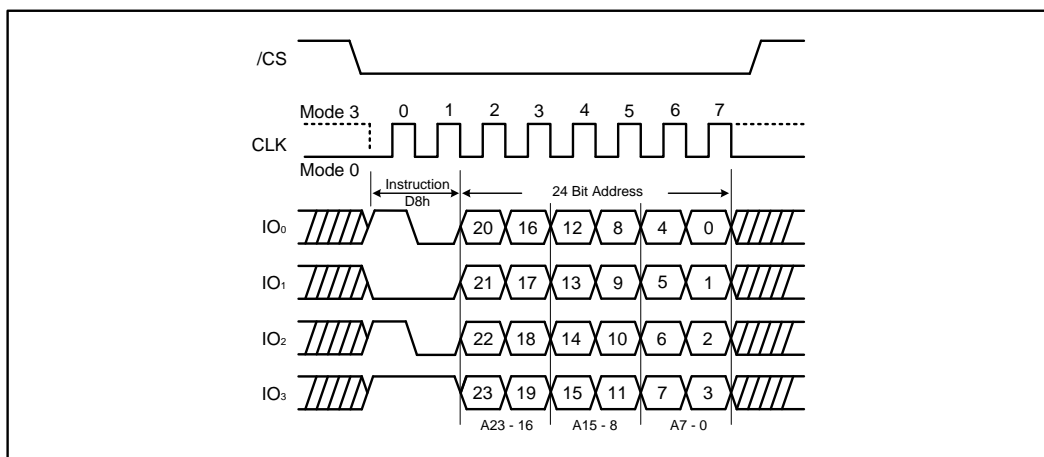 /CS
Mode 3 0 1 2 3 4 5 6 7
CLK
Mode 0
Instruction
D8h
24 Bit Address
IO₀ 20 16 12 8 4 0
IO₁ 21 17 13 9 5 1
IO₂ 22 18 14 10 6 2
IO₃ 23 19 15 11 7 3
A23 - 16 A15 - 8 A7 - 0